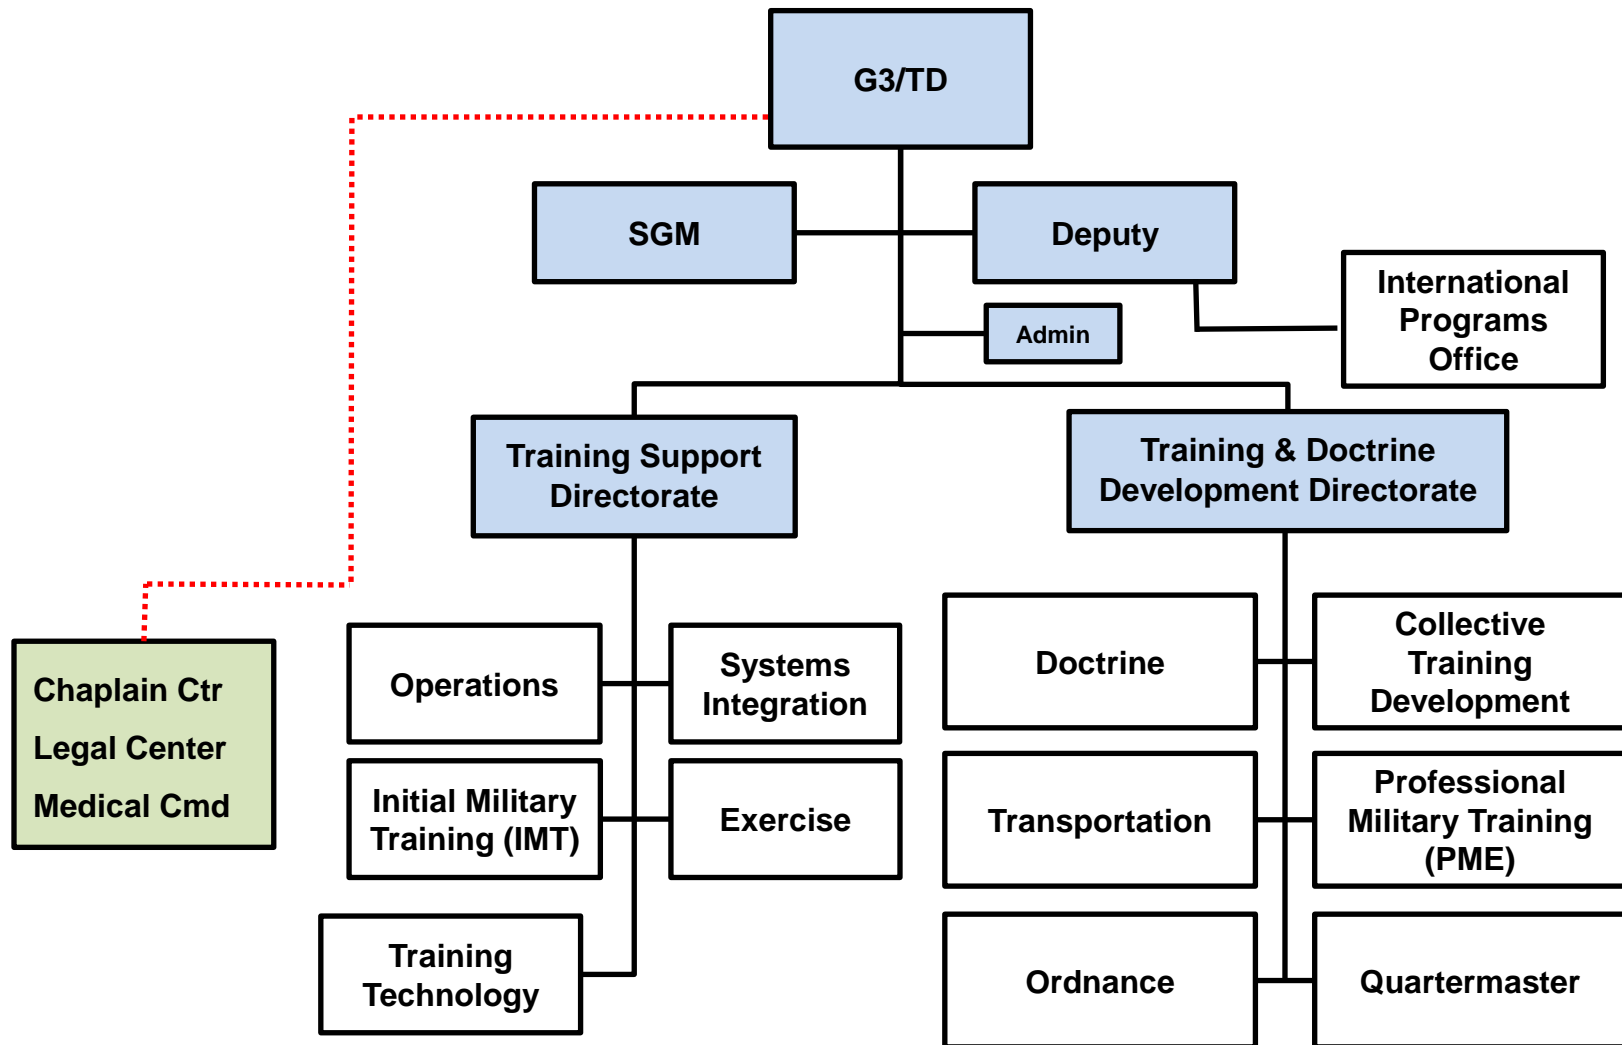 G3/TD
SGM
Deputy
International
Programs
Office
Admin
Training Support
Directorate
Training & Doctrine
Development Directorate
Chaplain Ctr
Legal Center
Medical Cmd
Operations
Systems
Integration
Initial Military
Training (IMT)
Exercise
Training
Technology
Doctrine
Collective
Training
Development
Transportation
Professional
Military Training
(PME)
Ordnance
Quartermaster